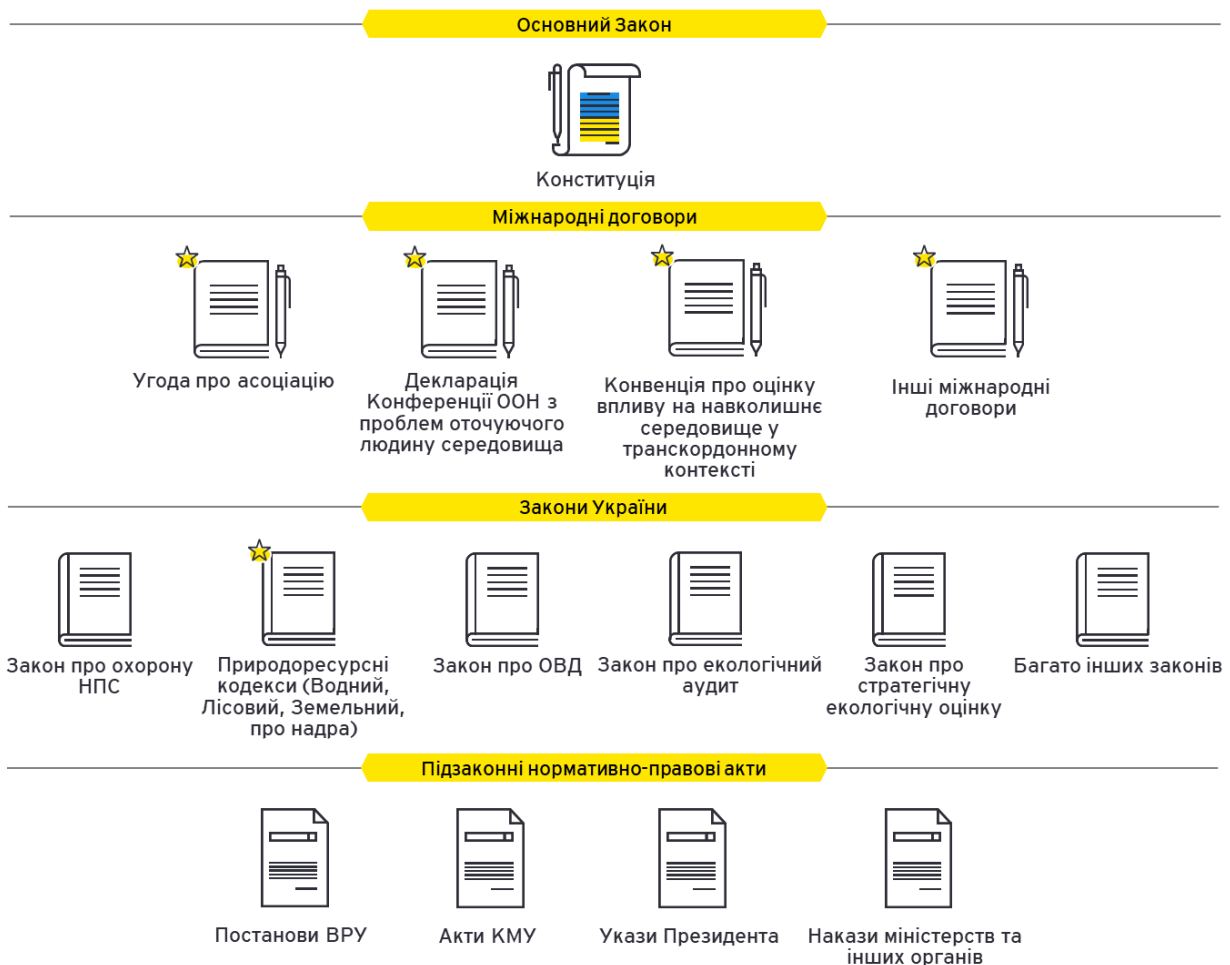 Основний Закон
Конституція
Міжнародні договори
Угода про асоціацію
Декларація
Конференції ООН з
проблем оточуючого
людину середовища
Конвенція про оцінку
впливу на навколишнє
середовище у
транскордонному
контексті
Інші міжнародні
договори
Закони України
Закон про охорону
НПС
Природоресурсні
кодекси (Водний,
Лісовий, Земельний,
про надра)
Закон про ОВД
Закон про екологічний
аудит
Закон про
стратегічну
екологічну оцінку
Багато інших законів
Підзаконні нормативно-правові акти
Постанови ВРУ
Акти КМУ
Укази Президента
Накази міністерств та
інших органів